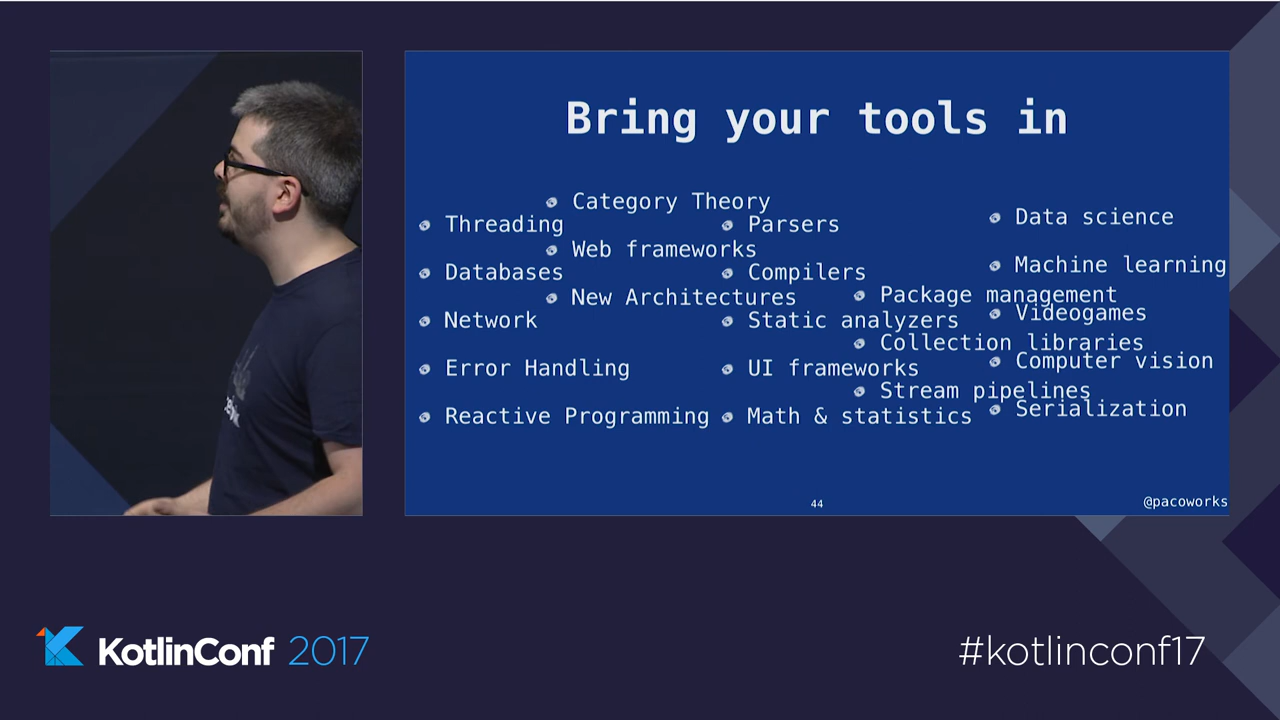 Bring your tools in
Category Theory
Threading
Web frameworks
Databases
New Architectures
Network
Error Handling
Reactive Programming
Parsers
Compilers
Static analyzers
UI frameworks
Math & statistics
Package management
Collection libraries
Stream pipelines
Data science
Machine learning
Videogames
Computer vision
Serialization
44
@pacoworks
KotlinConf 2017
#kotlinconf17